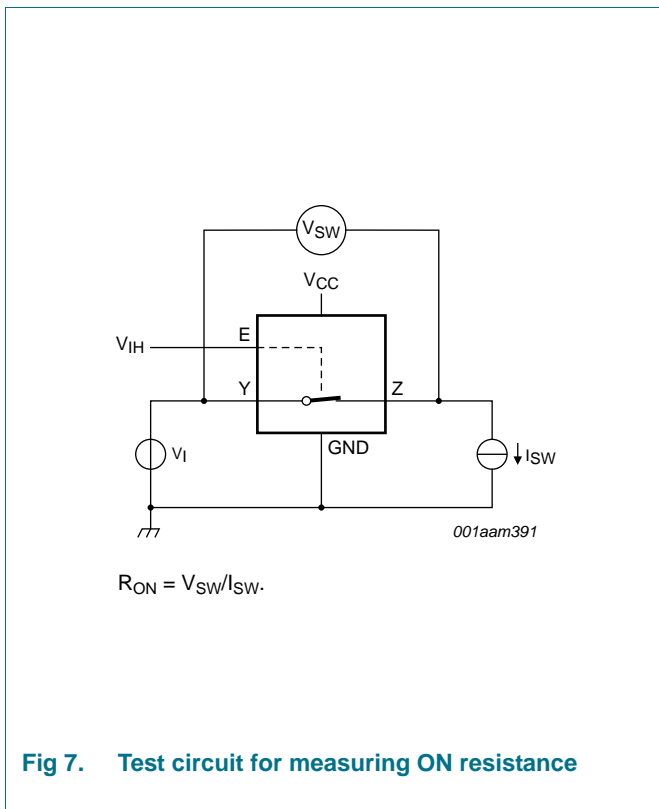 VSW
VCC
VIH
E
Y
Z
GND
VI
ISW
001aam391
RON = VSW/ISW.
Fig 7. Test circuit for measuring ON resistance